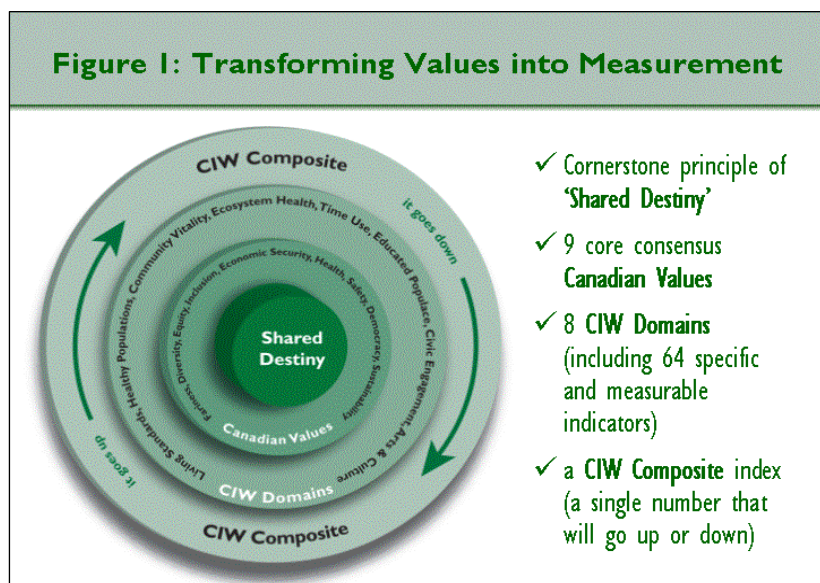 Figure 1: Transforming Values into Measurement
CIW Composite
it goes down
it goes up
Living Standards, Healthy Populations, Community Vitality, Ecosystem Health, Time Use, Educated Populace, Civic Engagement, Arts & Culture
Fairness, Diversity, Equity, Inclusion, Economic Security, Health, Safety, Democracy, Sustainability
Shared
Destiny
Canadian Values
CIW Domains
CIW Composite
✓ Cornerstone principle of
‘Shared Destiny’
✓ 9 core consensus
Canadian Values
✓ 8 CIW Domains
(including 64 specific
and measurable
indicators)
✓ a CIW Composite index
(a single number that
will go up or down)